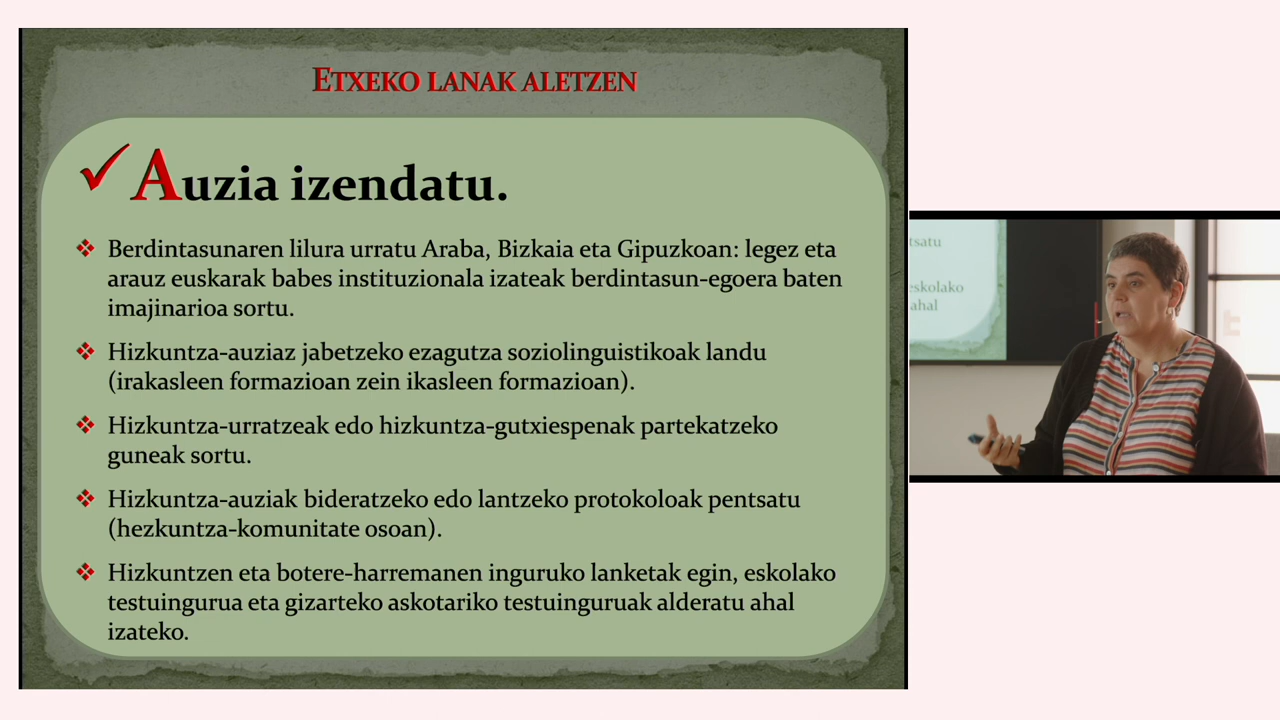 ETXEKO LANAK ALETZEN
Auzia izendatu.
Berdintasunaren lilura urratu Araba, Bizkaia eta Gipuzkoan: legez eta
arauz euskarak babes instituzionala izateak berdintasun-egoera baten
imajinarioa sortu.
Hizkuntza-auziaz jabetzeko ezagutza soziolinguistikoak landu
(irakasleen formazioan zein ikasleen formazioan).
Hizkuntza-urratzeak edo hizkuntza-gutxiespenak partekatzeko
guneak sortu.
Hizkuntza-auziak bideratzeko edo lantzeko protokoloak pentsatu
(hezkuntza-komunitate osoan).
Hizkuntzen eta botere-harremanen inguruko lanketak egin, eskolako
testuingurua eta gizarteko askotariko testuinguruak alderatu ahal
izateko.
tsatu
eskolako
ahal